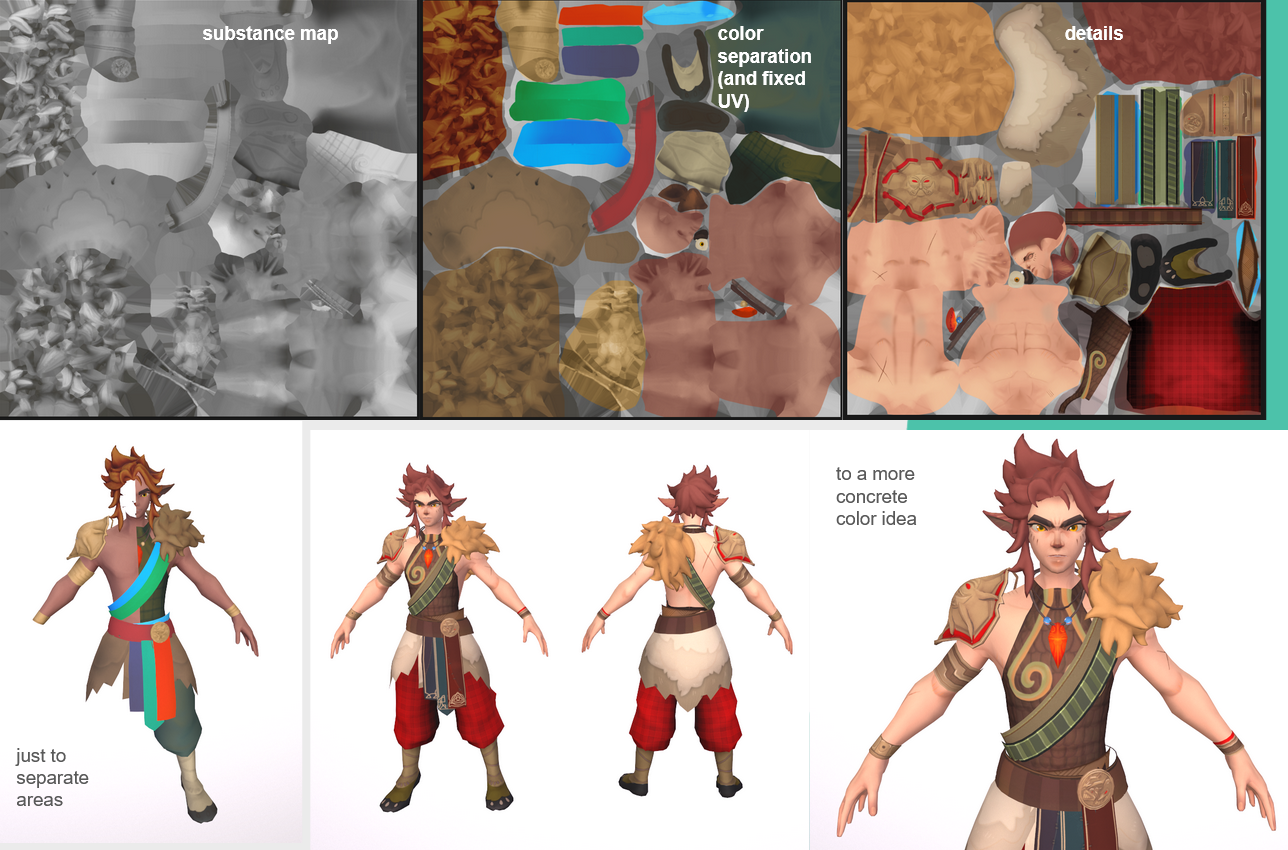 substance map
color
separation
(and fixed
UV)
details
just to
separate
areas
to a more
concrete
color idea